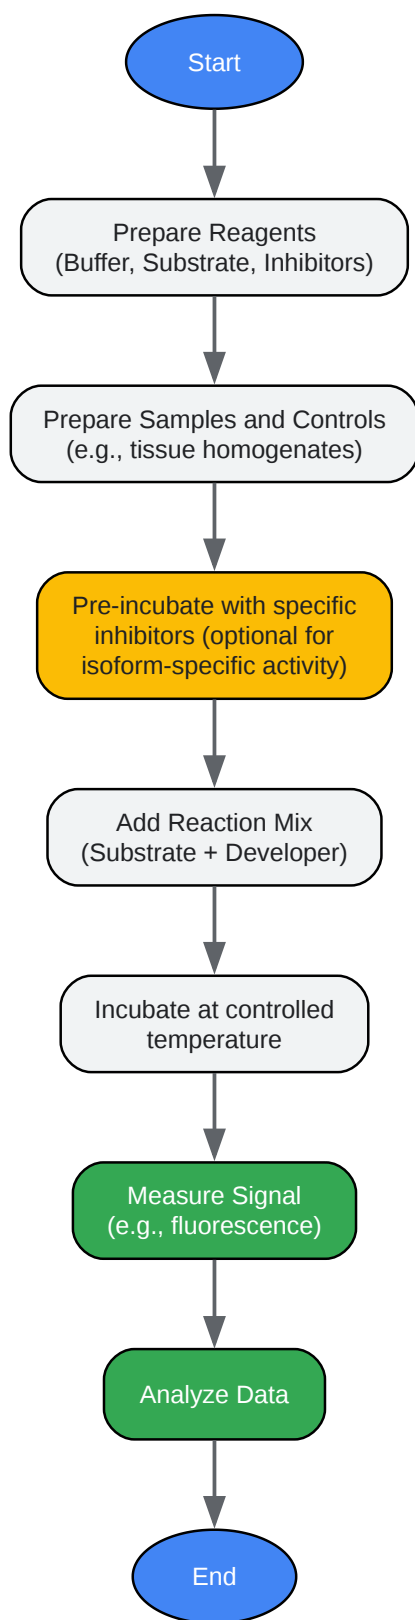 Start
Prepare Reagents
(Buffer, Substrate, Inhibitors)
Prepare Samples and Controls
(e.g., tissue homogenates)
Pre-incubate with specific
inhibitors (optional for
isoform-specific activity)
Add Reaction Mix
(Substrate + Developer)
Incubate at controlled
temperature
Measure Signal
(e.g., fluorescence)
Analyze Data
End